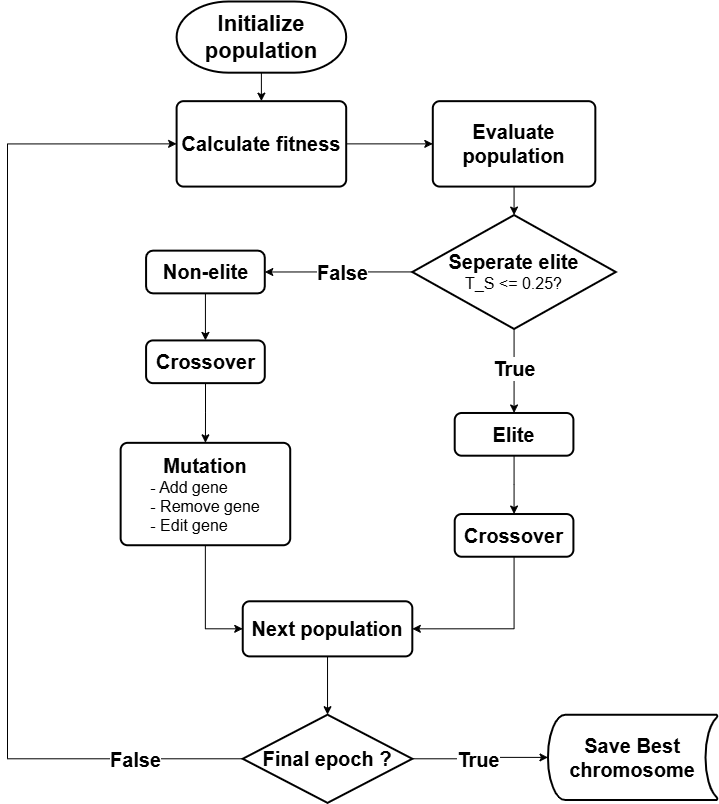 Initialize
population
Calculate fitness
Evaluate
population
Seperate elite
T_S <= 0.25?
False
Non-elite
True
Crossover
Elite
Mutation
- Add gene
- Remove gene
- Edit gene
Crossover
Next population
Final epoch ?
False
True
Save Best
chromosome